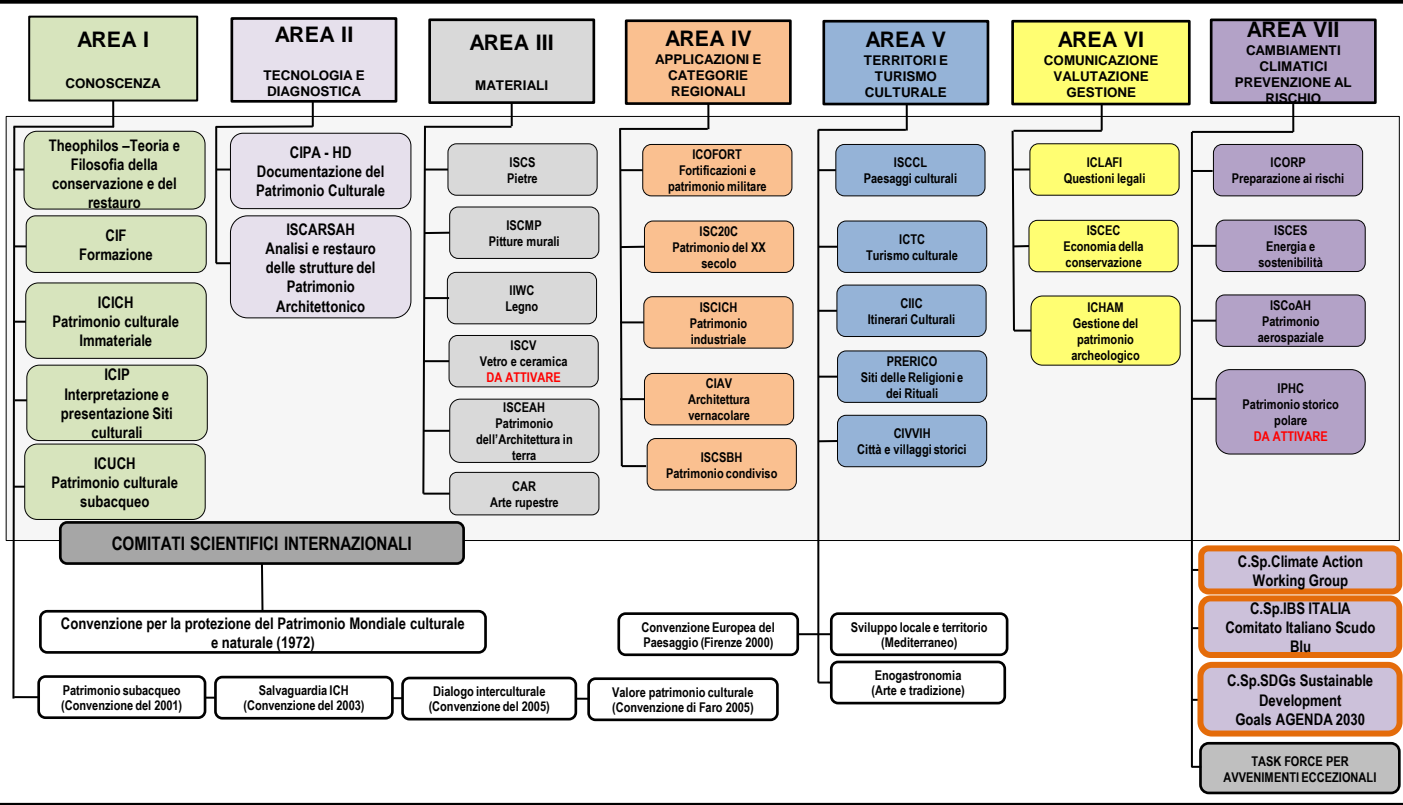 AREA I
CONOSCENZA
AREA II
TECNOLOGIA E
DIAGNOSTICA
AREA III
MATERIALI
AREA IV
APPLICAZIONI E
CATEGORIE
REGIONALI
AREA V
TERRITORI E
TURISMO
CULTURALE
AREA VI
COMUNICAZIONE
VALUTAZIONE
GESTIONE
AREA VII
CAMBIAMENTI
CLIMATICI
PREVENZIONE AL
RISCHIO
Theophilos –Teoria e
Filosofia della
conservazione e del
restauro
CIF
Formazione
ICICH
Patrimonio culturale
Immateriale
ICIP
Interpretazione e
presentazione Siti
culturali
ICUCH
Patrimonio culturale
subacqueo
CIPA - HD
Documentazione del
Patrimonio Culturale
ISCARSAH
Analisi e restauro
delle strutture del
Patrimonio
Architettonico
ISCS
Pietre
ISCMP
Pitture murali
IIWC
Legno
ISCV
Vetro e ceramica
DA ATTIVARE
ISCEAH
Patrimonio
dell'Architettura in
terra
CAR
Arte rupestre
ICOFORT
Fortificazioni e
patrimonio militare
ISC20C
Patrimonio del XX
secolo
ISCICH
Patrimonio
industriale
CIAV
Architettura
vernacolare
ISCSBH
Patrimonio condiviso
ISCCL
Paesaggi culturali
ICTC
Turismo culturale
CIIC
Itinerari Culturali
PRERICO
Siti delle Religioni e
dei Rituali
CIVVIH
Città e villaggi storici
ICLAFI
Questioni legali
ISCEC
Economia della
conservazione
ICHAM
Gestione del
patrimonio
archeologico
ICORP
Preparazione ai rischi
ISCES
Energia e
sostenibilità
ISCoAH
Patrimonio
aerospaziale
IPHC
Patrimonio storico
polare
DA ATTIVARE
COMITATI SCIENTIFICI INTERNAZIONALI
Convenzione per la protezione del Patrimonio Mondiale culturale
e naturale (1972)
Patrimonio subacqueo
(Convenzione del 2001)
Salvaguardia ICH
(Convenzione del 2003)
Dialogo interculturale
(Convenzione del 2005)
Valore patrimonio culturale
(Convenzione di Faro 2005)
Convenzione Europea del
Paesaggio (Firenze 2000)
Sviluppo locale e territorio
(Mediterraneo)
Enogastronomia
(Arte e tradizione)
C.Sp.Climate Action
Working Group
C.Sp.IBS ITALIA
Comitato Italiano Scudo
Blu
C.Sp.SDGs Sustainable
Development
Goals AGENDA 2030
TASK FORCE PER
AVVENIMENTI ECCEZIONALI